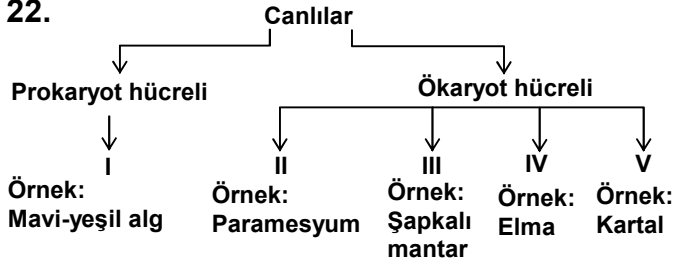 22.
Canlılar
Prokaryot hücreli
Ökaryot hücreli
I
II
III
IV
V
Örnek:
Mavi-yeşil alg
Örnek:
Paramesyum
Örnek:
Şapkalı
mantar
Örnek:
Elma
Örnek:
Kartal